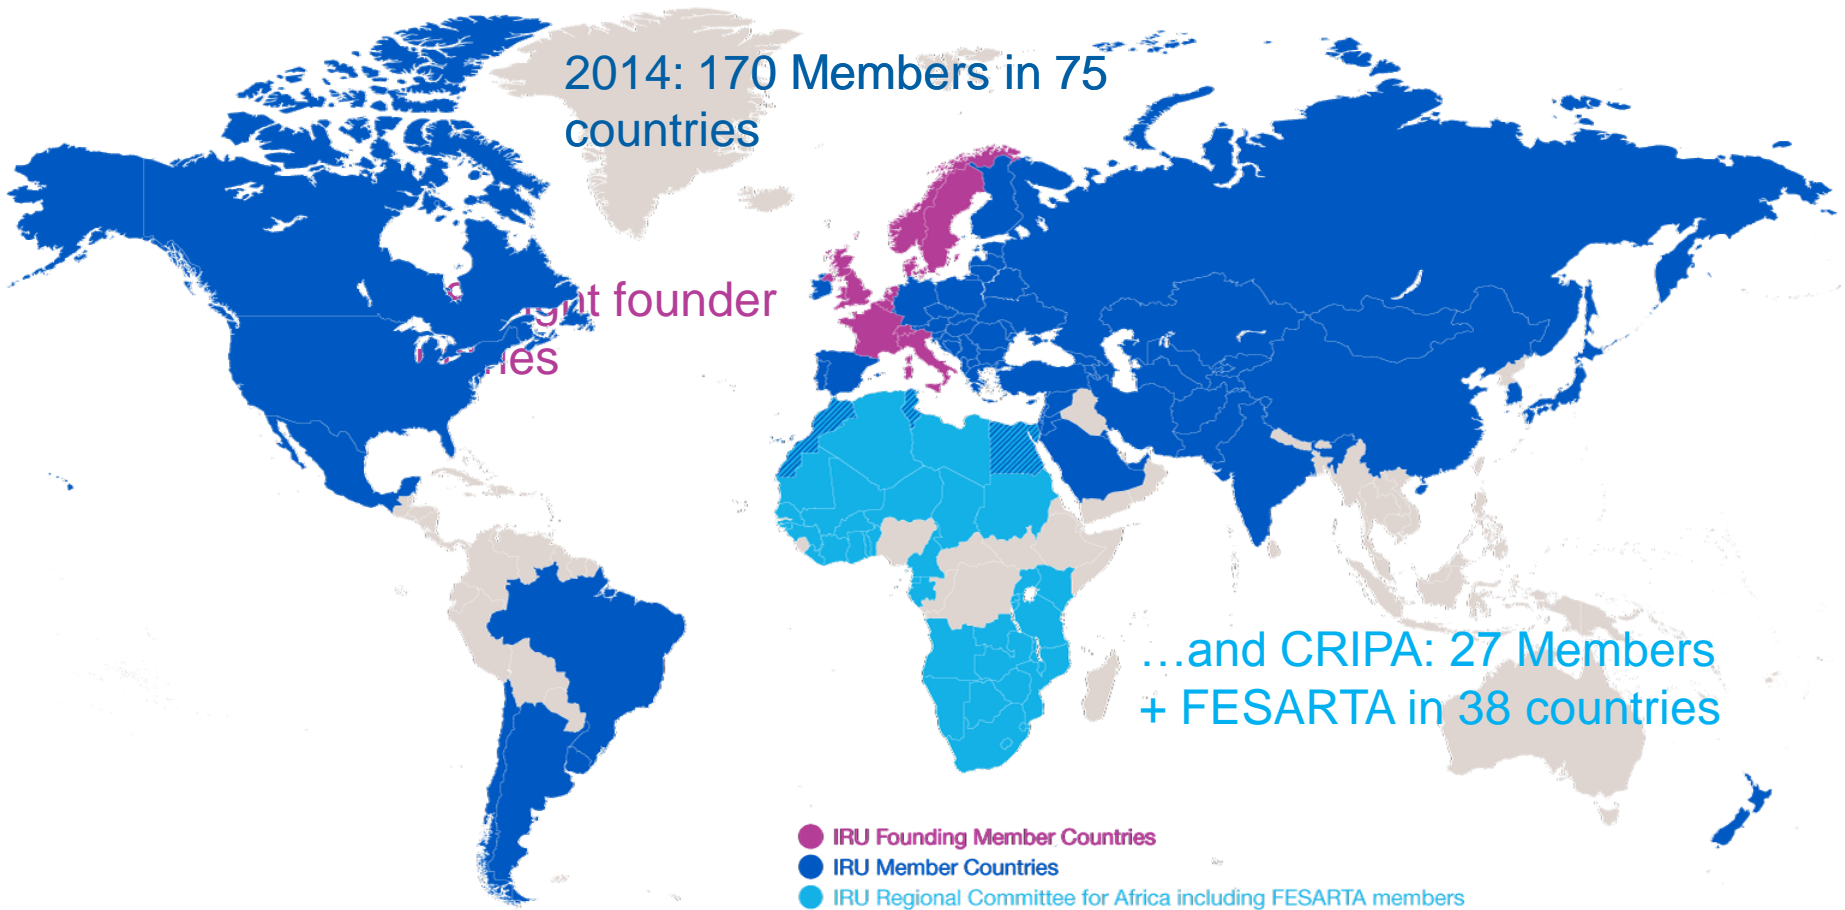 2014: 170 Members in 75
countries
founder
…and CRIPA: 27 Members
+ FESARTA in 38 countries
IRU Founding Member Countries
IRU Member Countries
IRU Regional Committee for Africa including FESARTA members